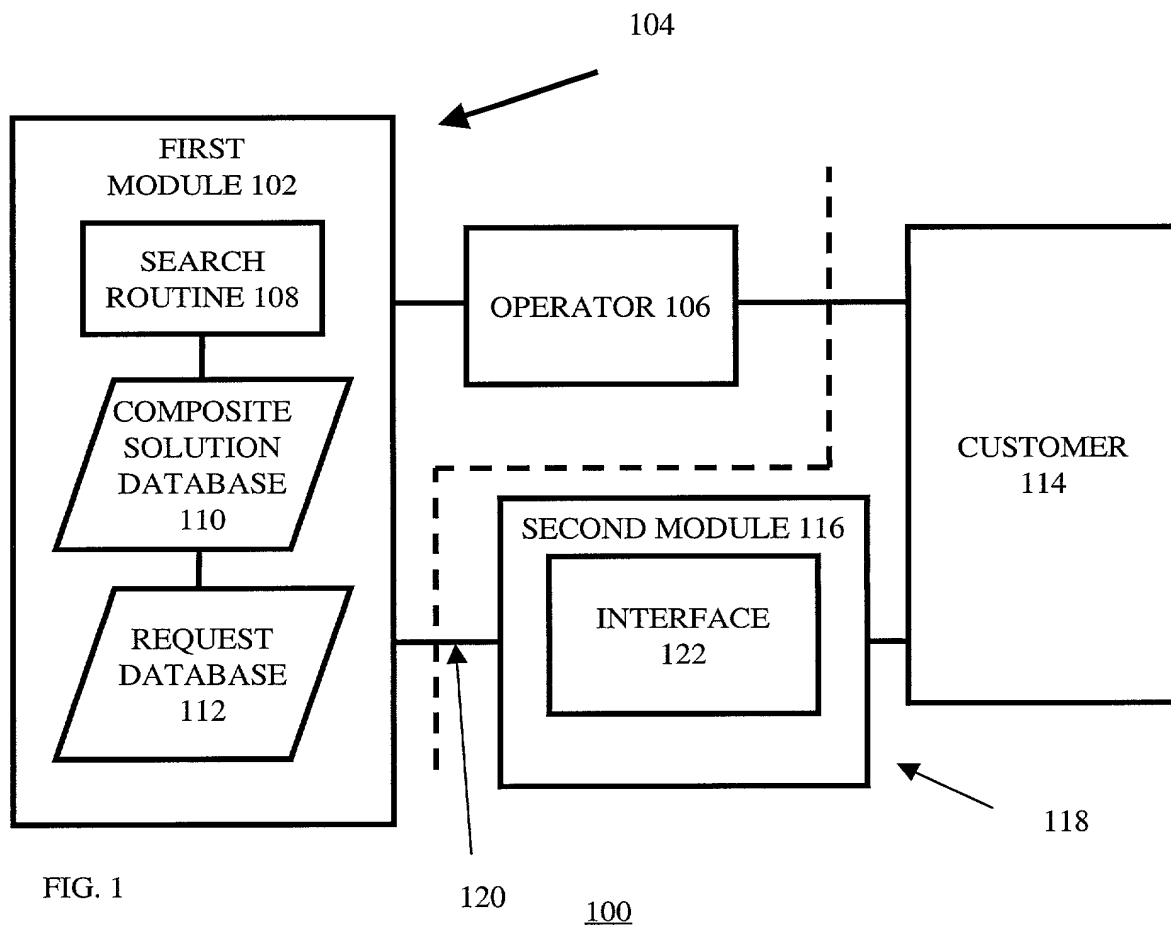 104
FIRST
MODULE 102
SEARCH
ROUTINE 108
COMPOSITE
SOLUTION
DATABASE
110
REQUEST
DATABASE
112
OPERATOR 106
CUSTOMER
114
SECOND MODULE 116
INTERFACE
122
118
120
FIG. 1
100